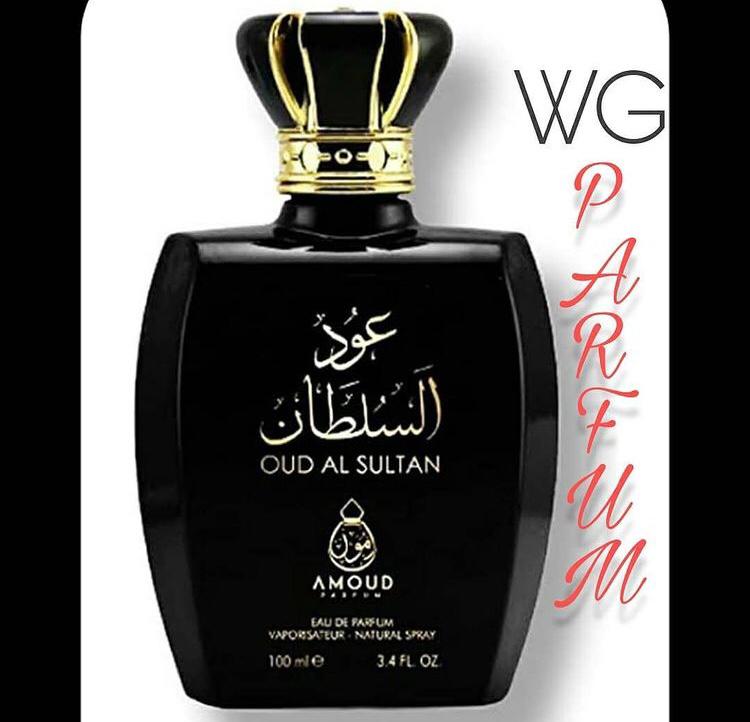 WG
PARFUM
عود
السلطان
OUD AL SULTAN
AMOUD
PARFUM
EAU DE PARFUM
VAPORISATEUR - NATURAL SPRAY
100 ml ℮ 3.4 FL. OZ.